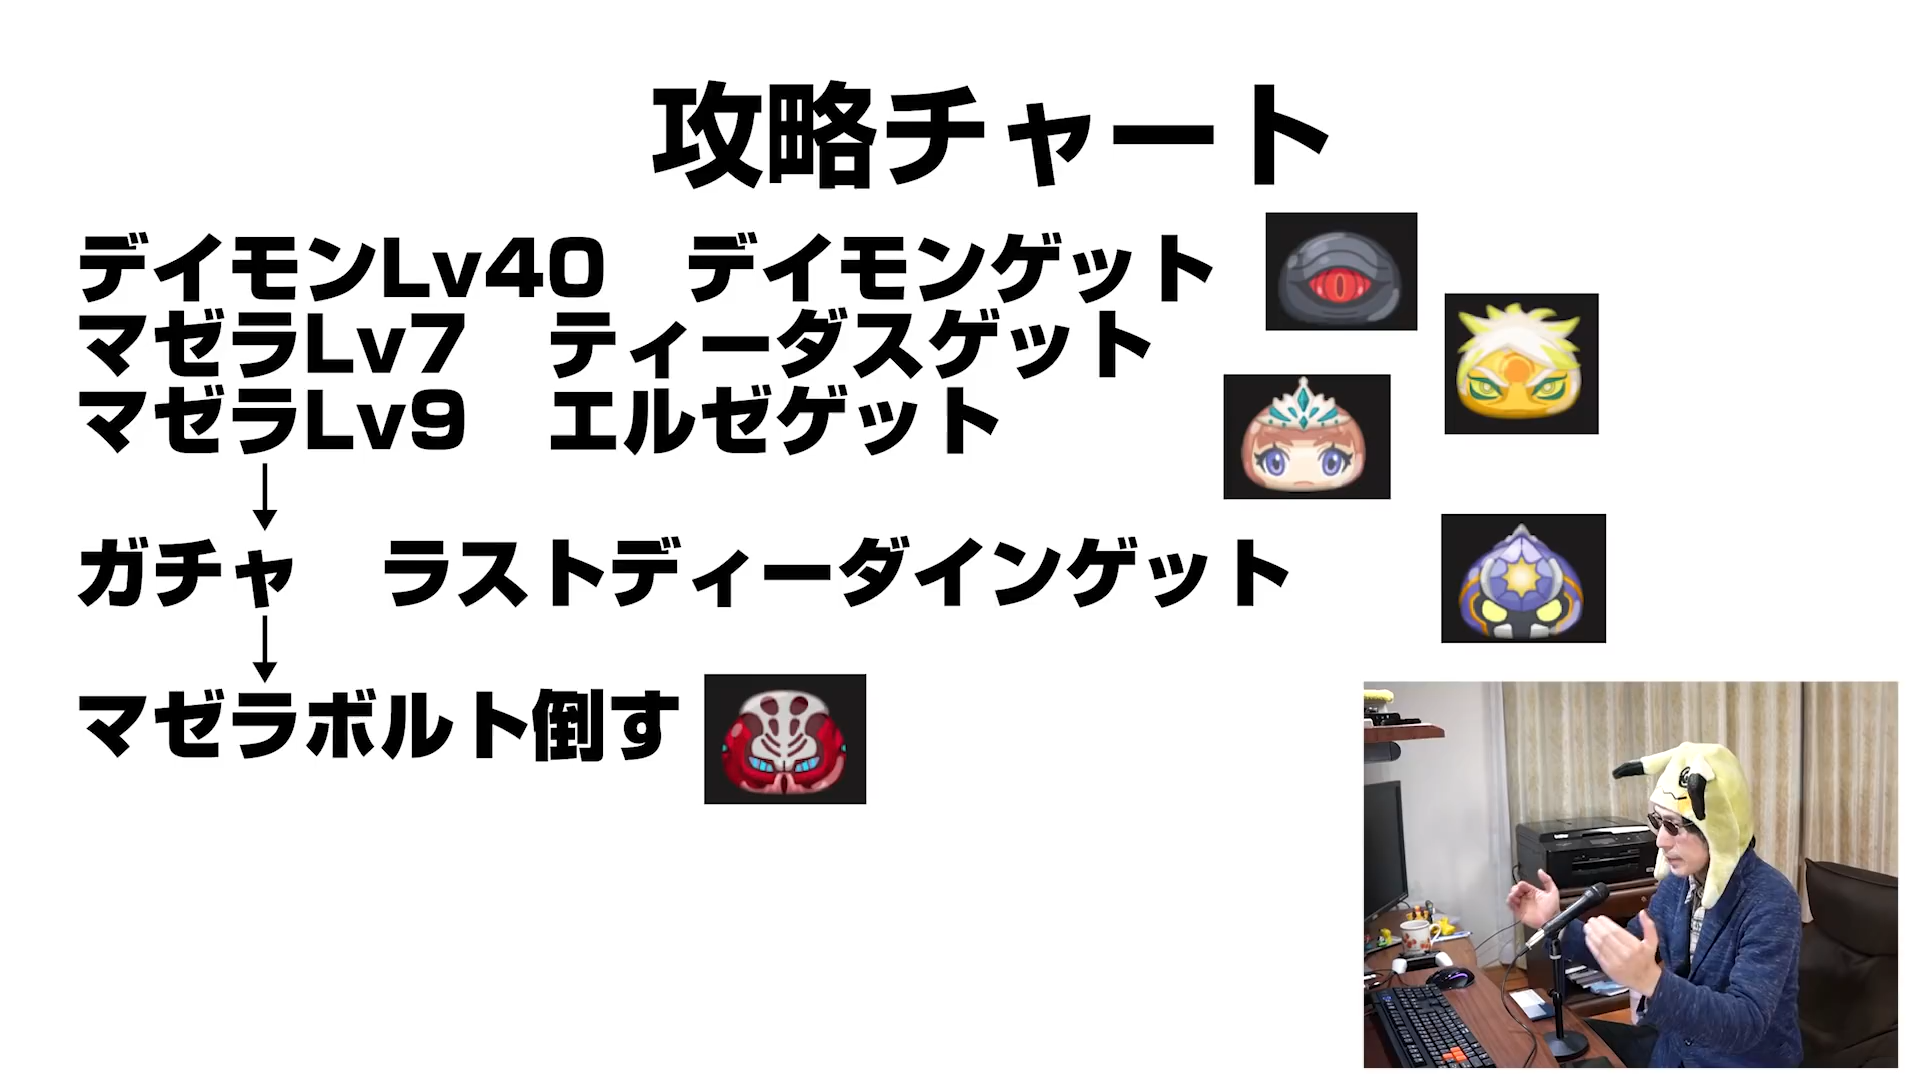 攻略チャート
デイモンLv40　デイモンゲット
マゼラLv7　ティーダスゲット
マゼラLv9　エルゼゲット
↓
ガチャ　ラストディーダインゲット
↓
マゼラボルト倒す